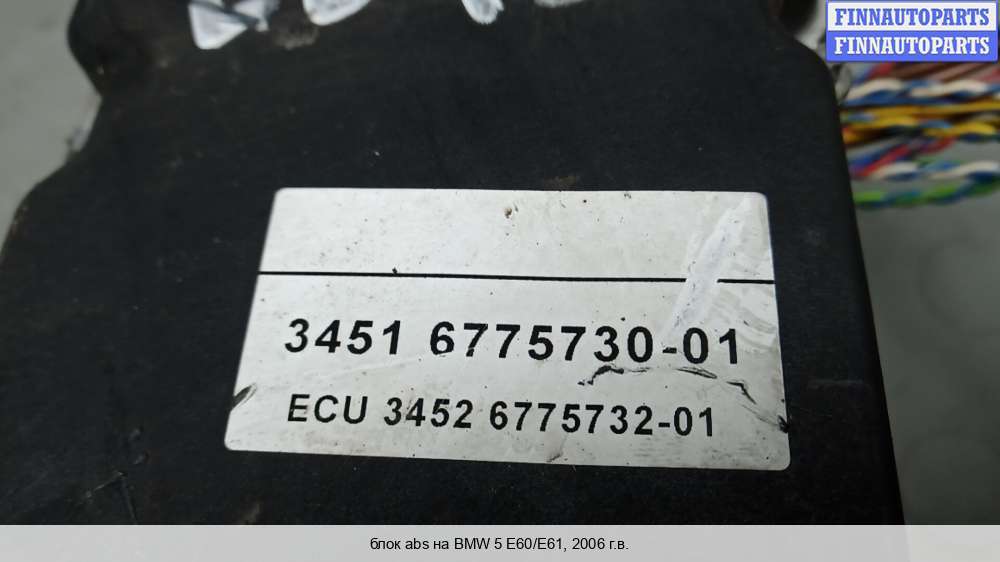 FINNAUTOPARTS
FINNAUTOPARTS
3451 6775730-01
ECU 3452 6775732-01
блок abs на BMW 5 E60/E61, 2006 г.в.